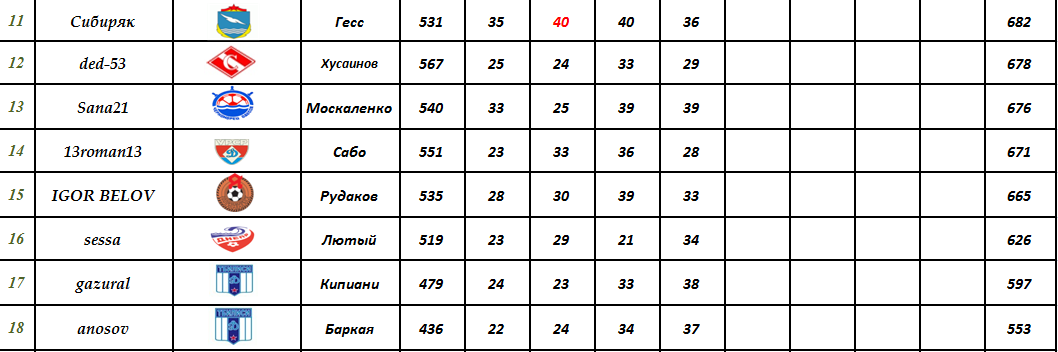 11 Сибиряк Гесс 531 35 40 40 36 682
12 ded-53 Хусаинов 567 25 24 33 29 678
13 Sana21 Москаленко 540 33 25 39 39 676
14 13roman13 Сабо 551 23 33 36 28 671
15 IGOR BELOV Рудаков 535 28 30 39 33 665
16 sessa ДНЕПР Лютый 519 23 29 21 34 626
17 gazural Кипиани 479 24 23 33 38 597
18 anosov Баркая 436 22 24 34 37 553